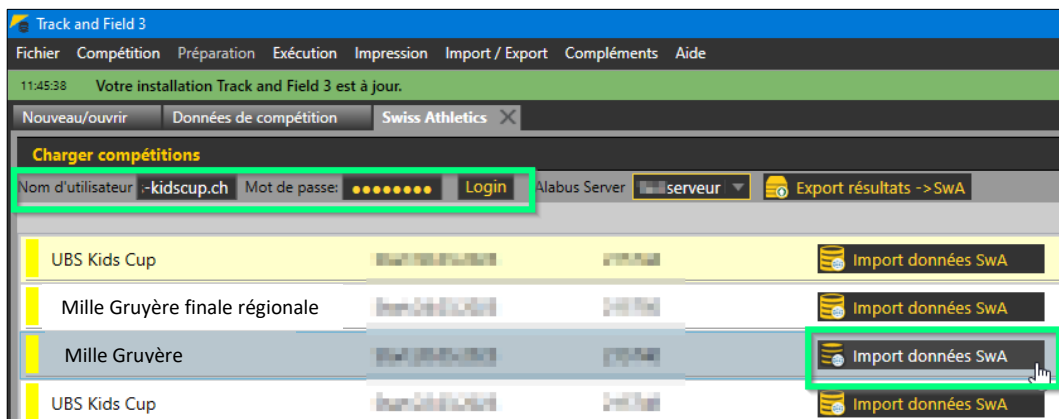 Track and Field 3
Fichier Compétition Préparation Exécution Impression Import / Export Compléments Aide
11:45:38 Votre installation Track and Field 3 est à jour.
Nouveau/ouvrir Données de compétition Swiss Athletics
Charger compétitions
Nom d'utilisateur :-kidscup.ch Mot de passe: ●●●●●●●● Login Alabus Server serveur Export résultats ->SwA
UBS Kids Cup Import données SwA
Mille Gruyère finale régionale Import données SwA
Mille Gruyère Import données SwA
UBS Kids Cup Import données SwA